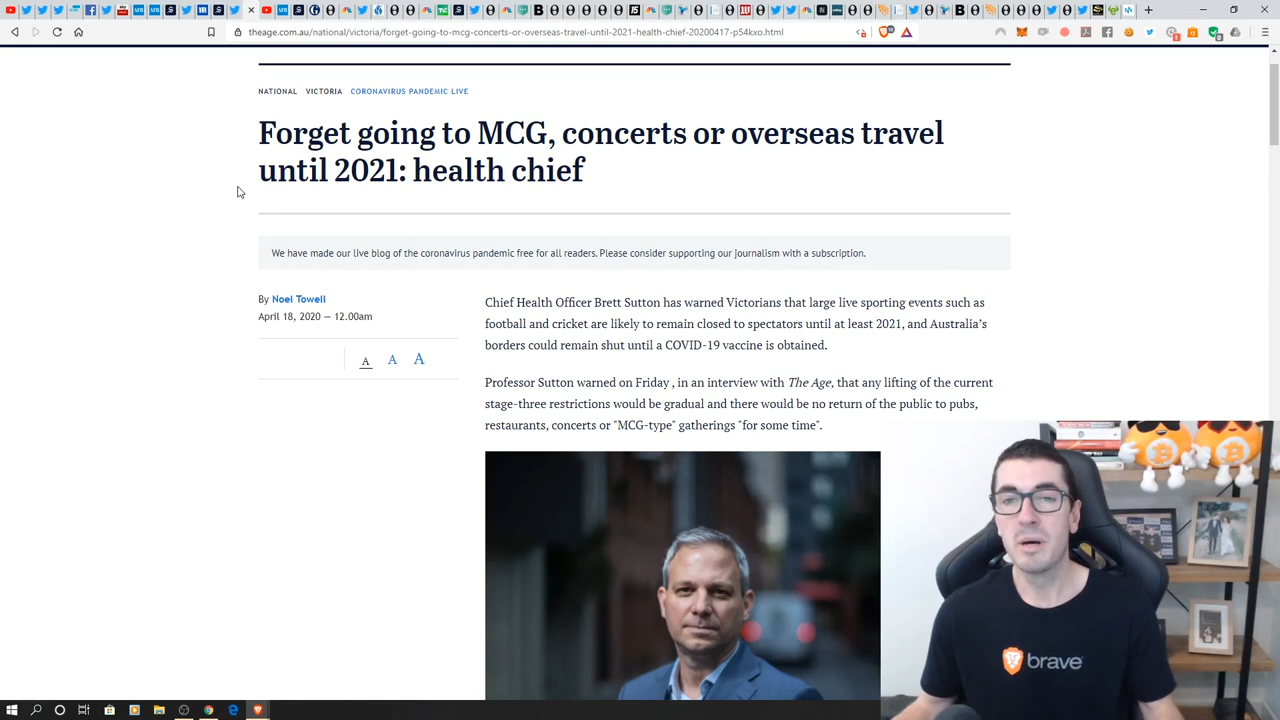 theage.com.au/national/victoria/forget-going-to-mcg-concerts-or-overseas-travel-until-2021-health-chief-20200417-p54kxo.html
NATIONAL VICTORIA CORONAVIRUS PANDEMIC LIVE
Forget going to MCG, concerts or overseas travel
until 2021: health chief
We have made our live blog of the coronavirus pandemic free for all readers. Please consider supporting our journalism with a subscription.
By Noel Towell
April 18, 2020 — 12.00am
A A A
Chief Health Officer Brett Sutton has warned Victorians that large live sporting events such as
football and cricket are likely to remain closed to spectators until at least 2021, and Australia's
borders could remain shut until a COVID-19 vaccine is obtained.
Professor Sutton warned on Friday , in an interview with The Age, that any lifting of the current
stage-three restrictions would be gradual and there would be no return of the public to pubs,
restaurants, concerts or "MCG-type" gatherings "for some time".
brave